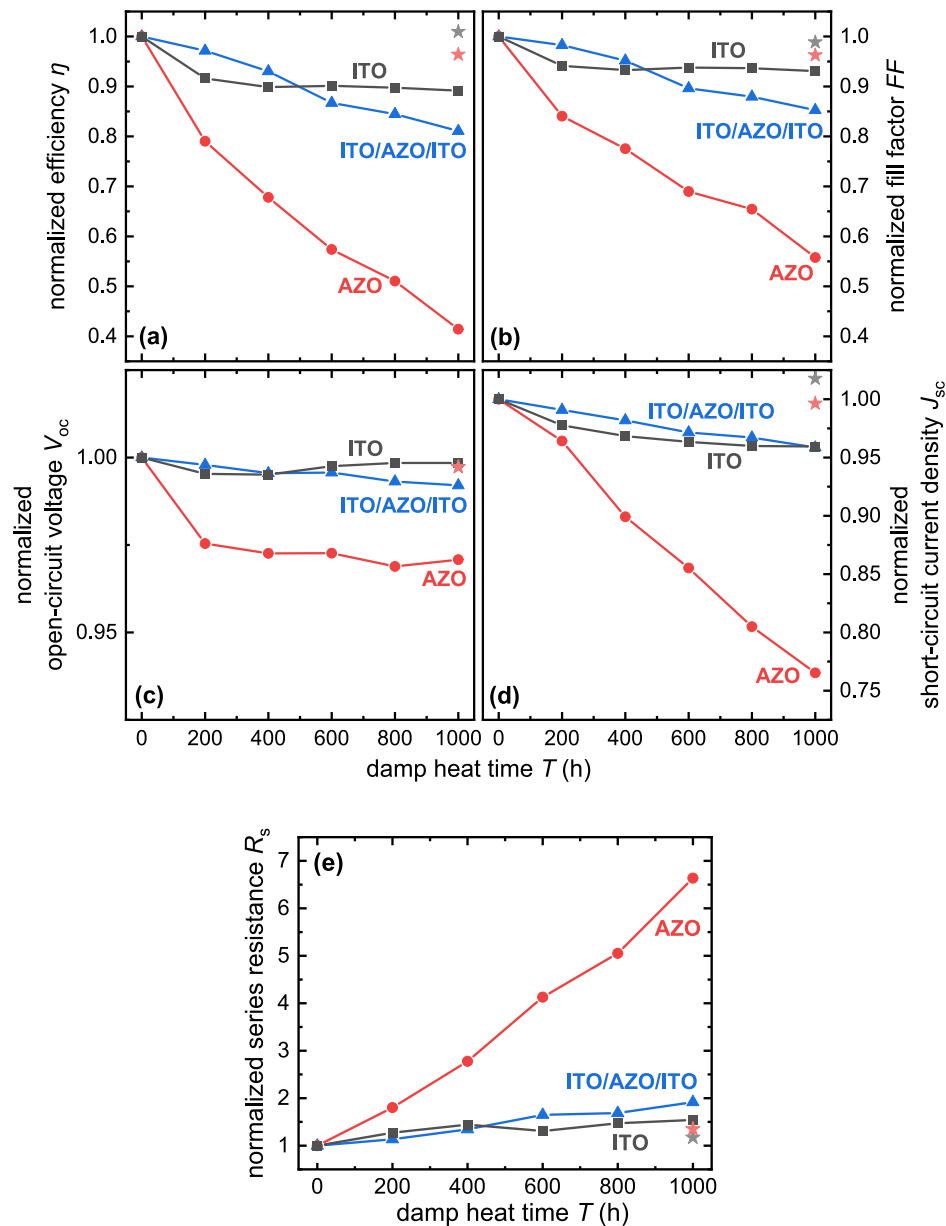 normalized efficiency η
1.0
0.9
0.8
0.7
0.6
0.5
0.4
ITO
ITO/AZO/ITO
AZO
(a)
ITO
ITO/AZO/ITO
AZO
(b)
1.0
0.9
0.8
0.7
0.6
0.5
0.4
normalized fill factor FF
normalized
open-circuit voltage Voc
1.00
0.95
ITO
ITO/AZO/ITO
AZO
(c)
0 200 400 600 800 1000
ITO/AZO/ITO
ITO
AZO
(d)
0 200 400 600 800 1000
1.00
0.95
0.90
0.85
0.80
0.75
normalized
short-circuit current density Jsc
damp heat time T (h)
normalized series resistance Rs
7
6
5
4
3
2
1
(e)
AZO
ITO/AZO/ITO
ITO
0 200 400 600 800 1000
damp heat time T (h)